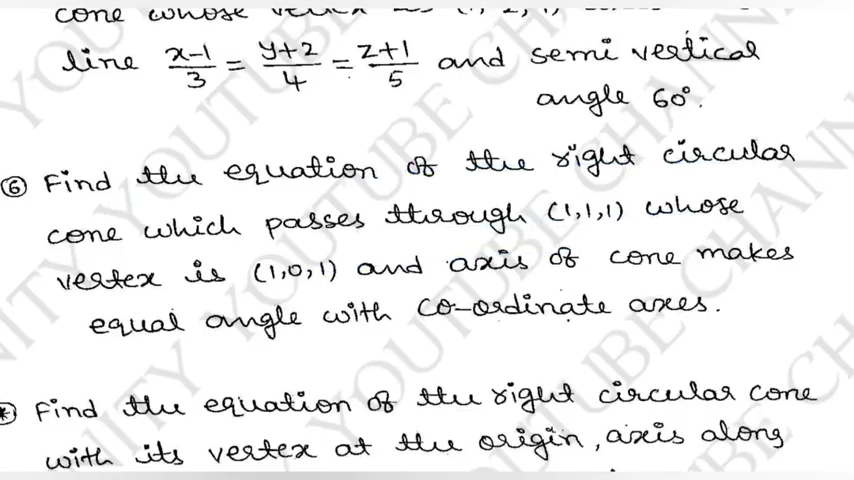 cone whose vertex
line x-1/3 = y+2/4 = z+1/5 and semi vertical
angle 60°.
⑥ Find the equation of the right circular
cone which passes through (1,1,1) whose
vertex is (1,0,1) and axis of cone makes
equal angle with co-ordinate axes.
Find the equation of the right circular cone
with its vertex at the origin, axis along